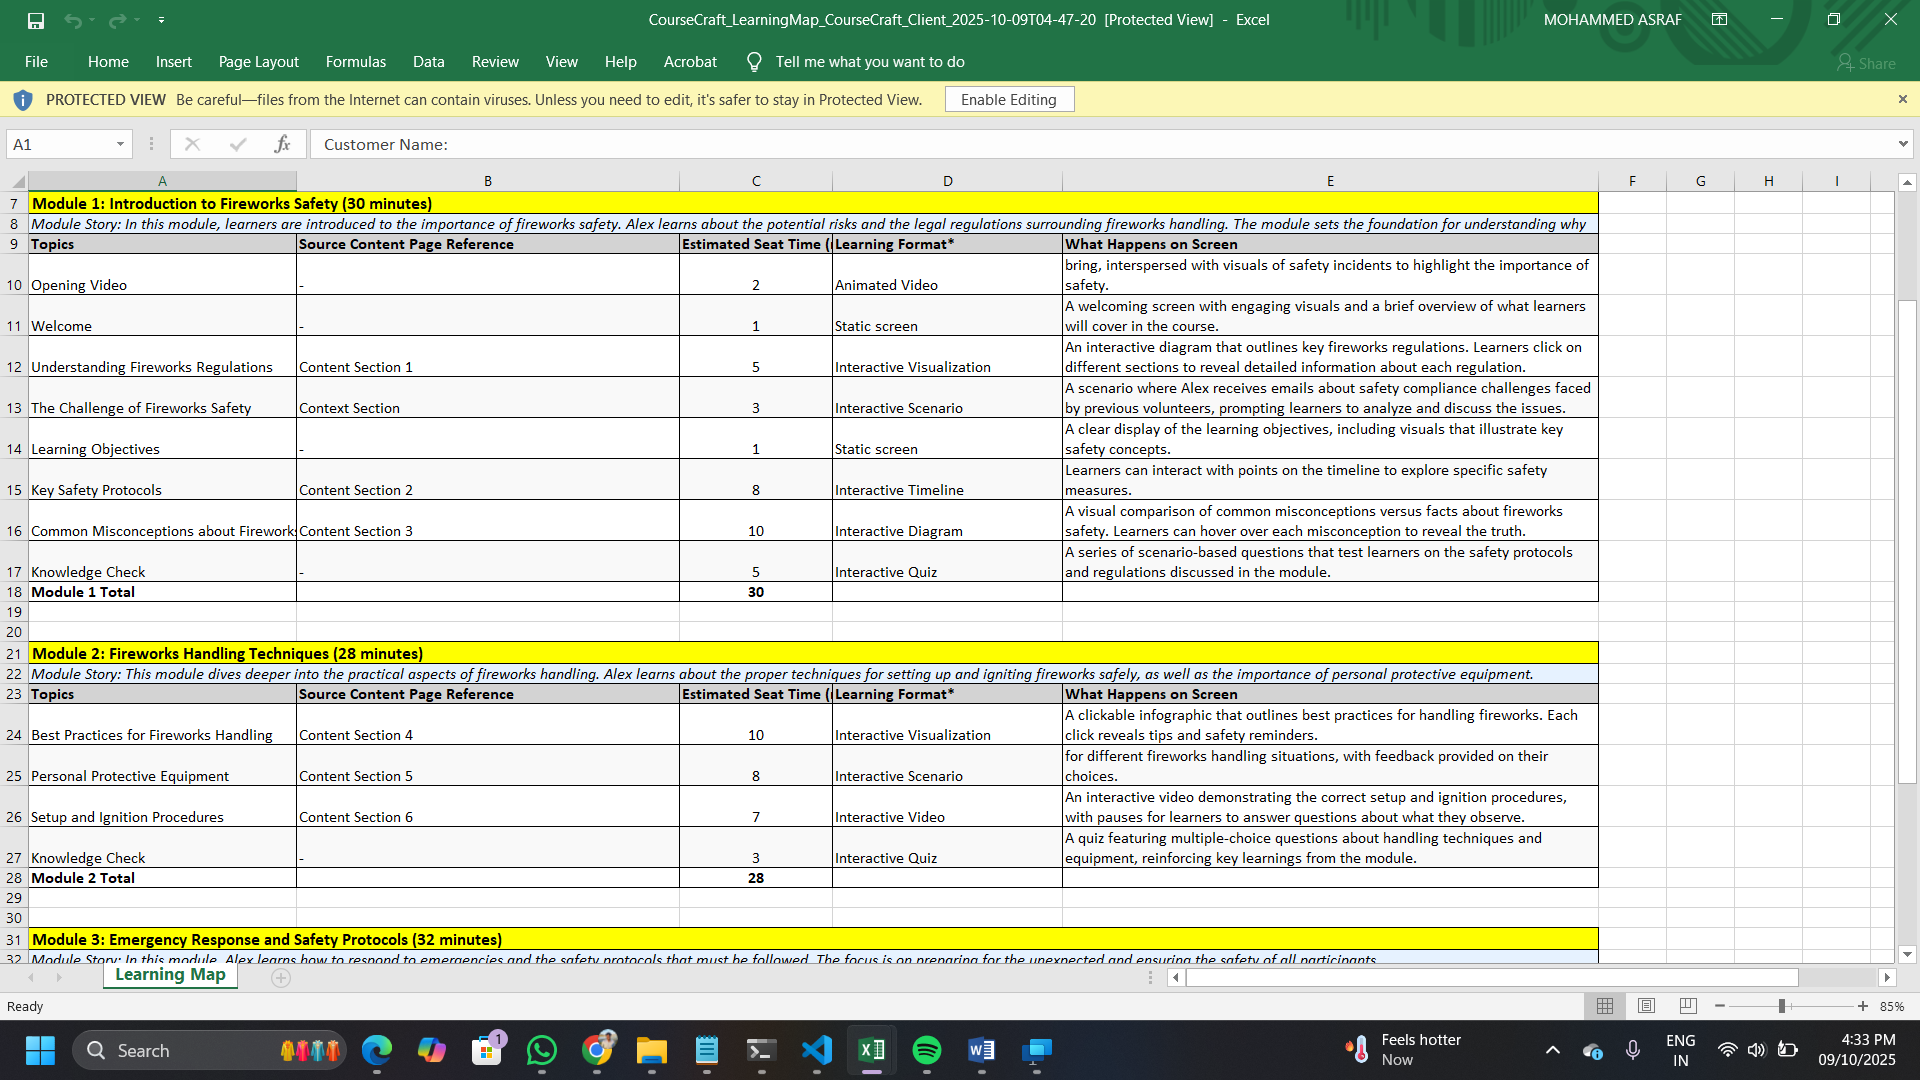 CourseCraft_LearningMap_CourseCraft_Client_2025-10-09T04-47-20 [Protected View] - Excel
MOHAMMED ASRAF
File Home Insert Page Layout Formulas Data Review View Help Acrobat Tell me what you want to do Share
PROTECTED VIEW Be careful—files from the Internet can contain viruses. Unless you need to edit, it's safer to stay in Protected View. Enable Editing
A1 fx Customer Name:
A B C D E F G H I
7 Module 1: Introduction to Fireworks Safety (30 minutes)
8 Module Story: In this module, learners are introduced to the importance of fireworks safety. Alex learns about the potential risks and the legal regulations surrounding fireworks handling. The module sets the foundation for understanding why
9 Topics Source Content Page Reference Estimated Seat Time ( Learning Format* What Happens on Screen
bring, interspersed with visuals of safety incidents to highlight the importance of
10 Opening Video - 2 Animated Video safety.
A welcoming screen with engaging visuals and a brief overview of what learners
11 Welcome - 1 Static screen will cover in the course.
An interactive diagram that outlines key fireworks regulations. Learners click on
12 Understanding Fireworks Regulations Content Section 1 5 Interactive Visualization different sections to reveal detailed information about each regulation.
A scenario where Alex receives emails about safety compliance challenges faced
13 The Challenge of Fireworks Safety Context Section 3 Interactive Scenario by previous volunteers, prompting learners to analyze and discuss the issues.
A clear display of the learning objectives, including visuals that illustrate key
14 Learning Objectives - 1 Static screen safety concepts.
Learners can interact with points on the timeline to explore specific safety
15 Key Safety Protocols Content Section 2 8 Interactive Timeline measures.
A visual comparison of common misconceptions versus facts about fireworks
16 Common Misconceptions about Firework Content Section 3 10 Interactive Diagram safety. Learners can hover over each misconception to reveal the truth.
A series of scenario-based questions that test learners on the safety protocols
17 Knowledge Check - 5 Interactive Quiz and regulations discussed in the module.
18 Module 1 Total 30
19
20
21 Module 2: Fireworks Handling Techniques (28 minutes)
22 Module Story: This module dives deeper into the practical aspects of fireworks handling. Alex learns about the proper techniques for setting up and igniting fireworks safely, as well as the importance of personal protective equipment.
23 Topics Source Content Page Reference Estimated Seat Time ( Learning Format* What Happens on Screen
A clickable infographic that outlines best practices for handling fireworks. Each
24 Best Practices for Fireworks Handling Content Section 4 10 Interactive Visualization click reveals tips and safety reminders.
for different fireworks handling situations, with feedback provided on their
25 Personal Protective Equipment Content Section 5 8 Interactive Scenario choices.
An interactive video demonstrating the correct setup and ignition procedures,
26 Setup and Ignition Procedures Content Section 6 7 Interactive Video with pauses for learners to answer questions about what they observe.
A quiz featuring multiple-choice questions about handling techniques and
27 Knowledge Check - 3 Interactive Quiz equipment, reinforcing key learnings from the module.
28 Module 2 Total 28
29
30
31 Module 3: Emergency Response and Safety Protocols (32 minutes)
32 Module Story: In this module, Alex learns how to respond to emergencies and the safety protocols that must be followed. The focus is on preparing for the unexpected and ensuring the safety of all participants.
Learning Map
Ready 85%
Search 1 Feels hotter ENG 4:33 PM
Now IN 09/10/2025